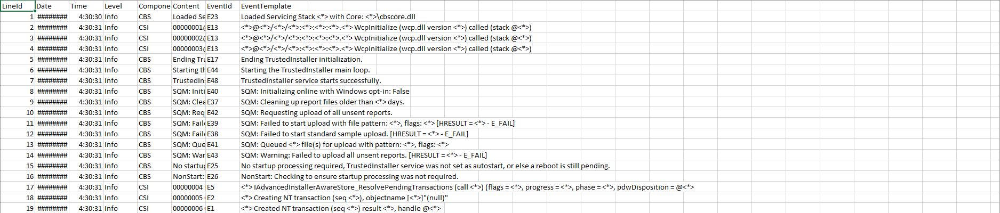 LineId Date Time Level Compone Content EventId EventTemplate
1 ######## 4:30:30 Info CBS Loaded Se E23 Loaded Servicing Stack <*> with Core: <*>\cbscore.dll
2 ######## 4:30:31 Info CSI 00000001@ E13 <*>@<*>/<*>/<*>:<*>:<*>:<*>.<*> WcpInitialize (wcp.dll version <*>) called (stack @<*>)
3 ######## 4:30:31 Info CSI 00000002@ E13 <*>@<*>/<*>/<*>:<*>:<*>:<*>.<*> WcpInitialize (wcp.dll version <*>) called (stack @<*>)
4 ######## 4:30:31 Info CSI 00000003@ E13 <*>@<*>/<*>/<*>:<*>:<*>:<*>.<*> WcpInitialize (wcp.dll version <*>) called (stack @<*>)
5 ######## 4:30:31 Info CBS Ending Tru E17 Ending TrustedInstaller initialization.
6 ######## 4:30:31 Info CBS Starting th E44 Starting the TrustedInstaller main loop.
7 ######## 4:30:31 Info CBS TrustedIns E48 TrustedInstaller service starts successfully.
8 ######## 4:30:31 Info CBS SQM: Initi E40 SQM: Initializing online with Windows opt-in: False
9 ######## 4:30:31 Info CBS SQM: Clea E37 SQM: Cleaning up report files older than <*> days.
10 ######## 4:30:31 Info CBS SQM: Req E42 SQM: Requesting upload of all unsent reports.
11 ######## 4:30:31 Info CBS SQM: Faile E39 SQM: Failed to start upload with file pattern: <*>, flags: <*> [HRESULT = <*> - E_FAIL]
12 ######## 4:30:31 Info CBS SQM: Faile E38 SQM: Failed to start standard sample upload. [HRESULT = <*> - E_FAIL]
13 ######## 4:30:31 Info CBS SQM: Que E41 SQM: Queued <*> file(s) for upload with pattern: <*>, flags: <*>
14 ######## 4:30:31 Info CBS SQM: War E43 SQM: Warning: Failed to upload all unsent reports. [HRESULT = <*> - E_FAIL]
15 ######## 4:30:31 Info CBS No startup E25 No startup processing required, TrustedInstaller service was not set as autostart, or else a reboot is still pending.
16 ######## 4:30:31 Info CBS NonStart: E26 NonStart: Checking to ensure startup processing was not required.
17 ######## 4:30:31 Info CSI 00000004 I E5 <*> IAdvancedInstallerAwareStore_ResolvePendingTransactions (call <*>) (flags = <*>, progress = <*>, phase = <*>, pdwDisposition = @<*>
18 ######## 4:30:31 Info CSI 00000005 E2 <*> Creating NT transaction (seq <*>), objectname [<*>]"(null)"
19 ######## 4:30:31 Info CSI 00000006 E1 <*> Created NT transaction (seq <*>) result <*>, handle @<*>